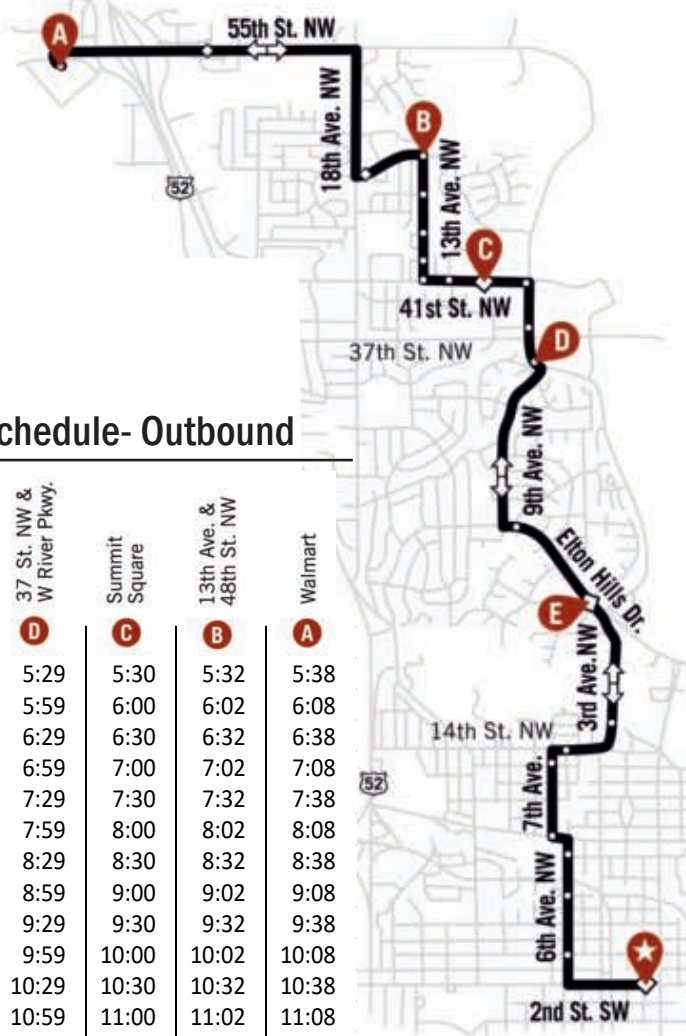 A
55th St. NW
18th Ave. NW
B
13th Ave. NW
52
C
41st St. NW
D
37th St. NW
chedule- Outbound
9th Ave. NW
Elton Hills Dr.
E
3rd Ave.NW
14th St. NW
7th Ave.
52
6th Ave. NW
2nd St. SW
37 St. NW &
W River Pkwy.
Summit
Square
13th Ave. &
48th St. NW
Walmart
D C B A
5:29 5:30 5:32 5:38
5:59 6:00 6:02 6:08
6:29 6:30 6:32 6:38
6:59 7:00 7:02 7:08
7:29 7:30 7:32 7:38
7:59 8:00 8:02 8:08
8:29 8:30 8:32 8:38
8:59 9:00 9:02 9:08
9:29 9:30 9:32 9:38
9:59 10:00 10:02 10:08
10:29 10:30 10:32 10:38
10:59 11:00 11:02 11:08